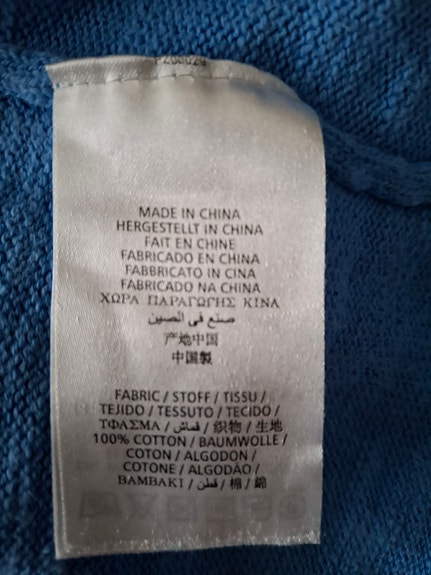 MADE IN CHINA
HERGESTELLT IN CHINA
FAIT EN CHINE
FABRICADO EN CHINA
FABBRICATO IN CINA
FABRICADO NA CHINA
ΧΩΡΑ ΠΑΡΑΓΩΓΗΣ ΚΙΝΑ
صنع في الصين
产地中国
中国製
FABRIC / STOFF / TISSU /
TEJIDO / TESSUTO / TECIDO /
ΤΦΑΣΜΑ / قماش / 织物 / 生地
100% COTTON / BAUMWOLLE /
COTON / ALGODON /
COTONE / ALGODÃO /
ΒΑΜΒΑΚΙ / قطن / 棉 / 綿